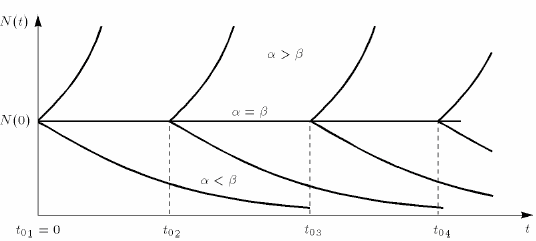 N(t)
α > β
N(0)
α = β
α < β
t₀₁ = 0
t₀₂
t₀₃
t₀₄
t